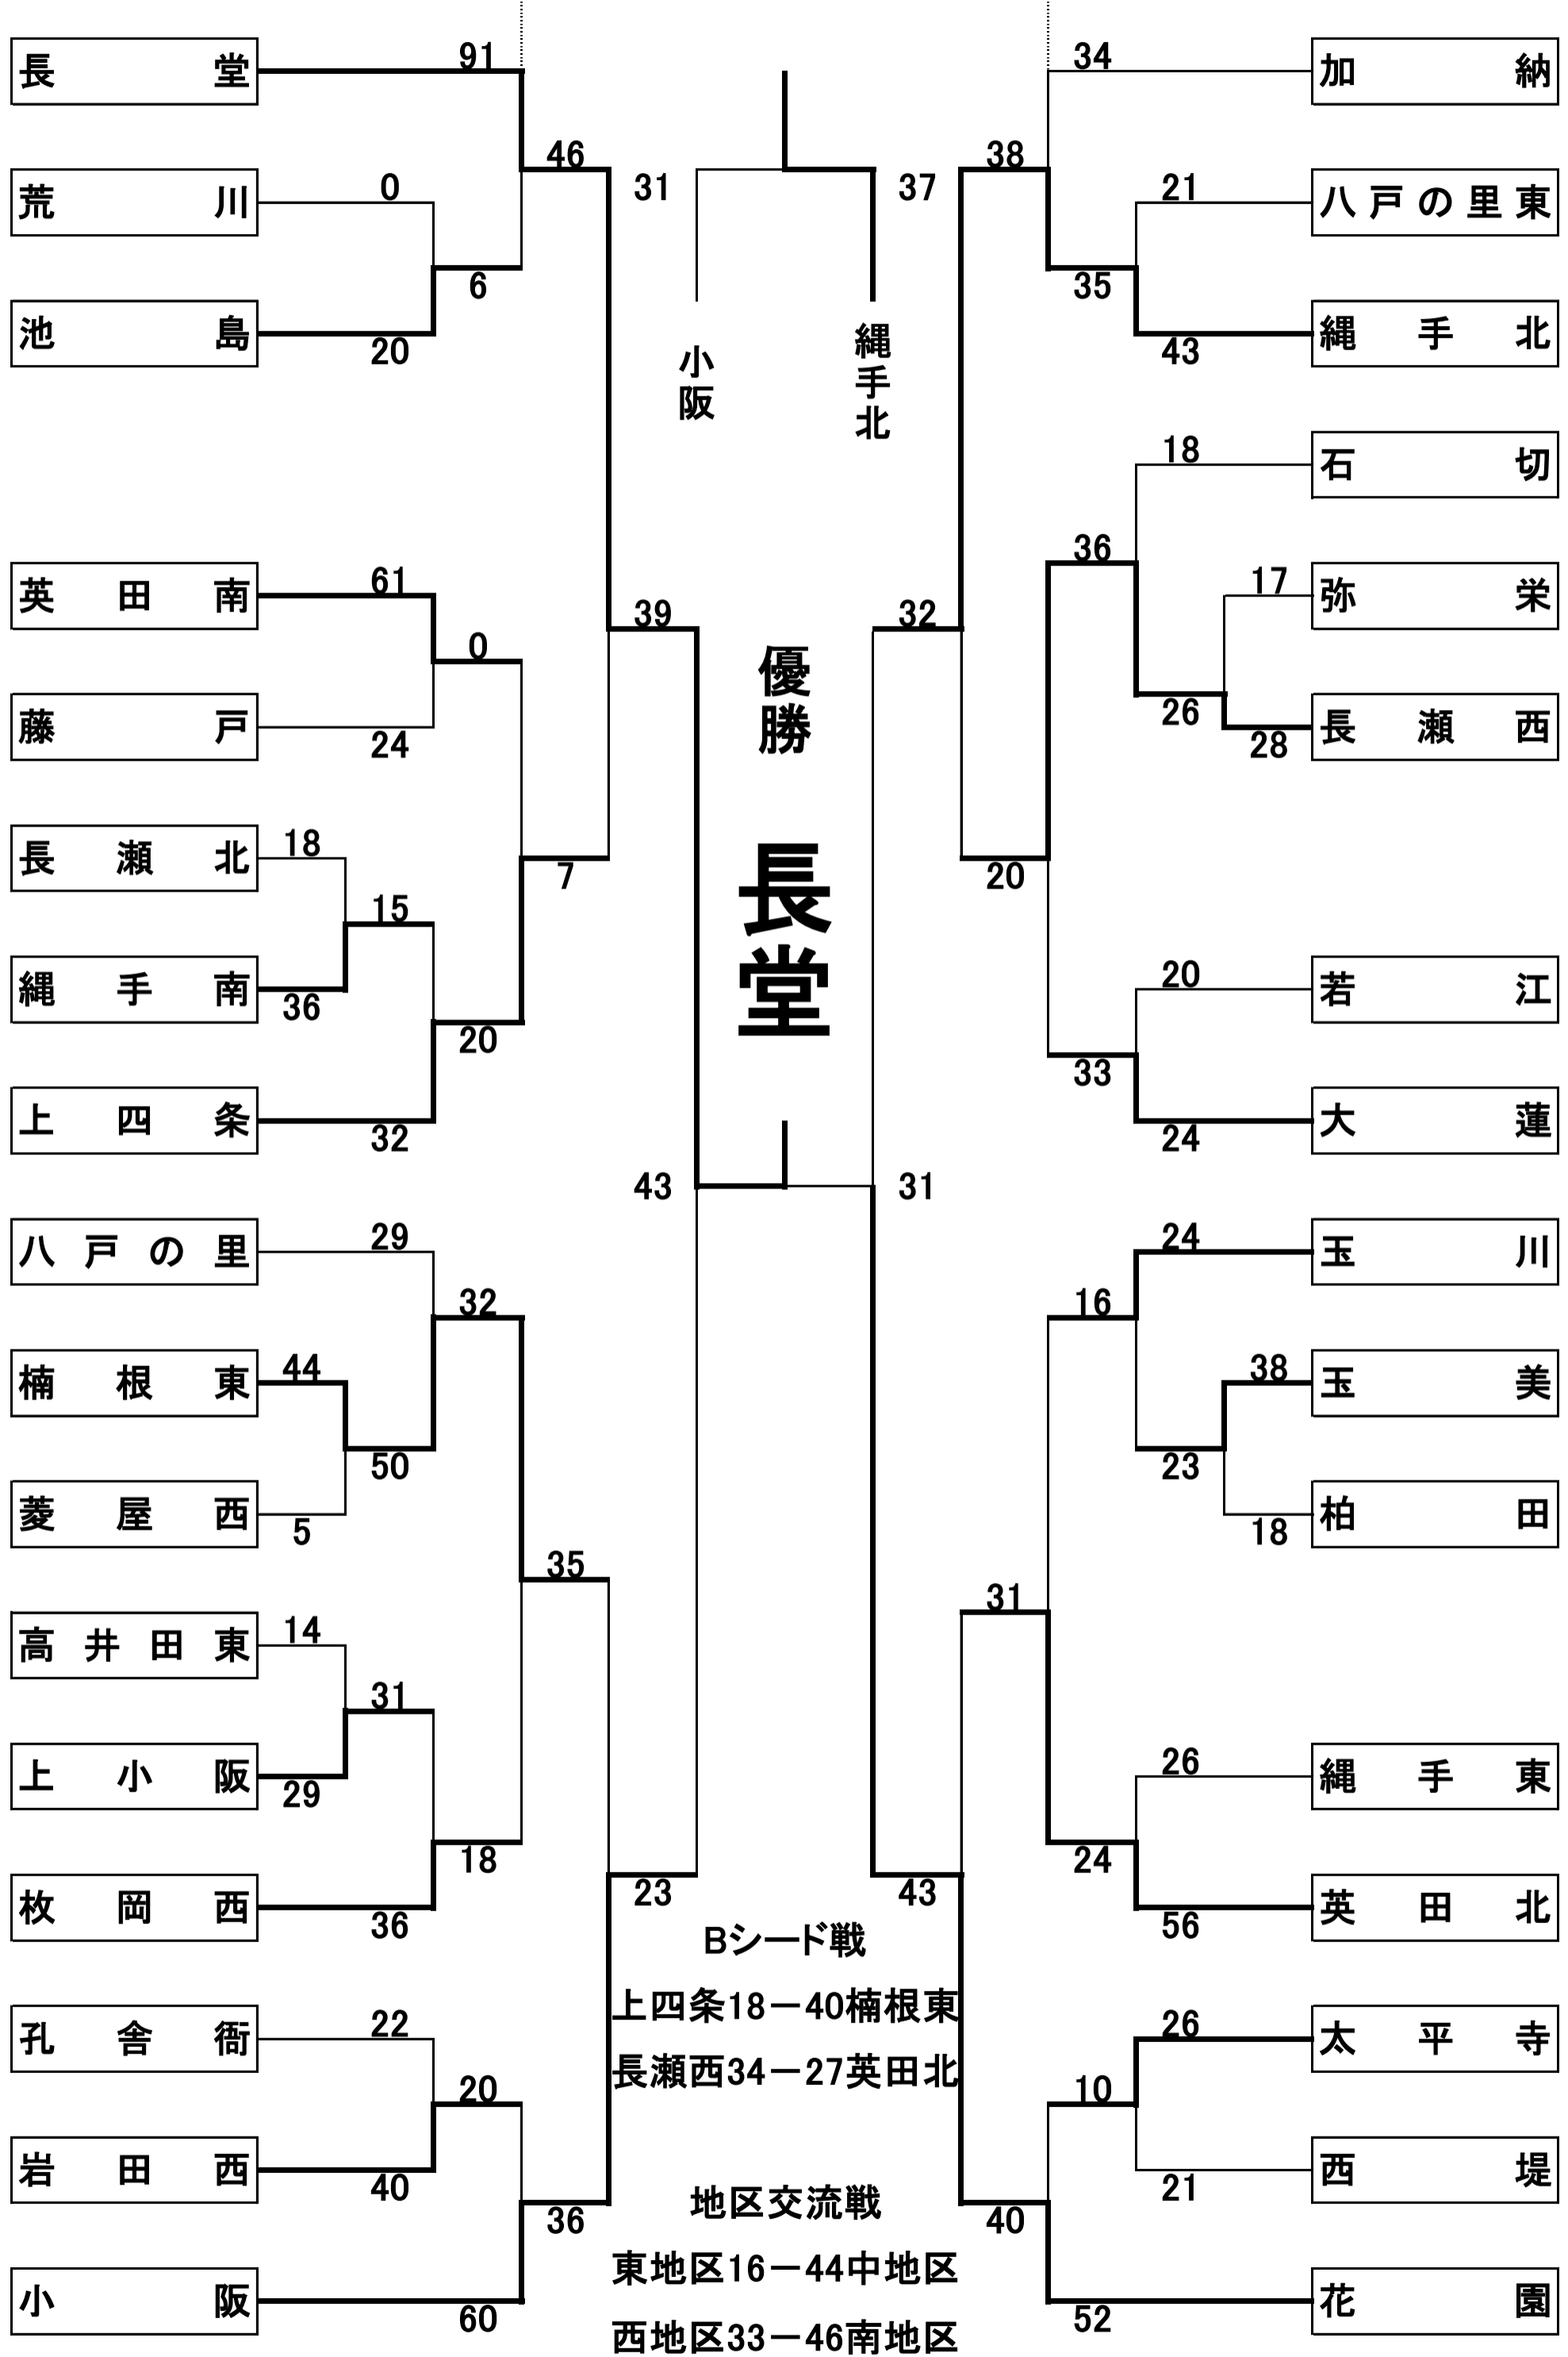 長堂
91
荒川
0
6
池島
20
46
英田南
61
0
藤戸
24
長瀬北
18
15
縄手南
36
20
上四条
32
7
39
八戸の里
29
32
楠根東
44
50
菱屋西
5
35
高井田東
14
31
上小阪
29
18
枚岡西
36
23
孔舎衙
22
20
岩田西
40
36
小阪
60
31
37
小阪
縄手北
優勝
長堂
43
31
Bシード戦
上四条18－40楠根東
長瀬西34－27英田北
地区交流戦
東地区16－44中地区
西地区33－46南地区
34
加納
38
21
八戸の里東
35
43
縄手北
32
18
石切
36
17
弥栄
26
28
長瀬西
20
20
若江
33
24
大蓮
24
玉川
16
38
玉美
23
18
柏田
31
26
縄手東
24
56
英田北
43
26
太平寺
10
21
西堤
40
52
花園